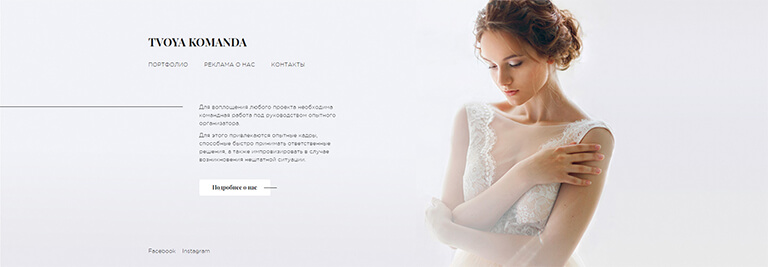 TVOYA KOMANDA
ПОРТФОЛИО РЕКЛАМА О НАС КОНТАКТЫ
Для воплощения любого проекта необходима
командная работа под руководством опытного
организатора.
Для этого привлекаются опытные кадры,
способные быстро принимать ответственные
решения, а также импровизировать в случае
возникновения нештатной ситуации.
Подробнее о нас
Facebook Instagram